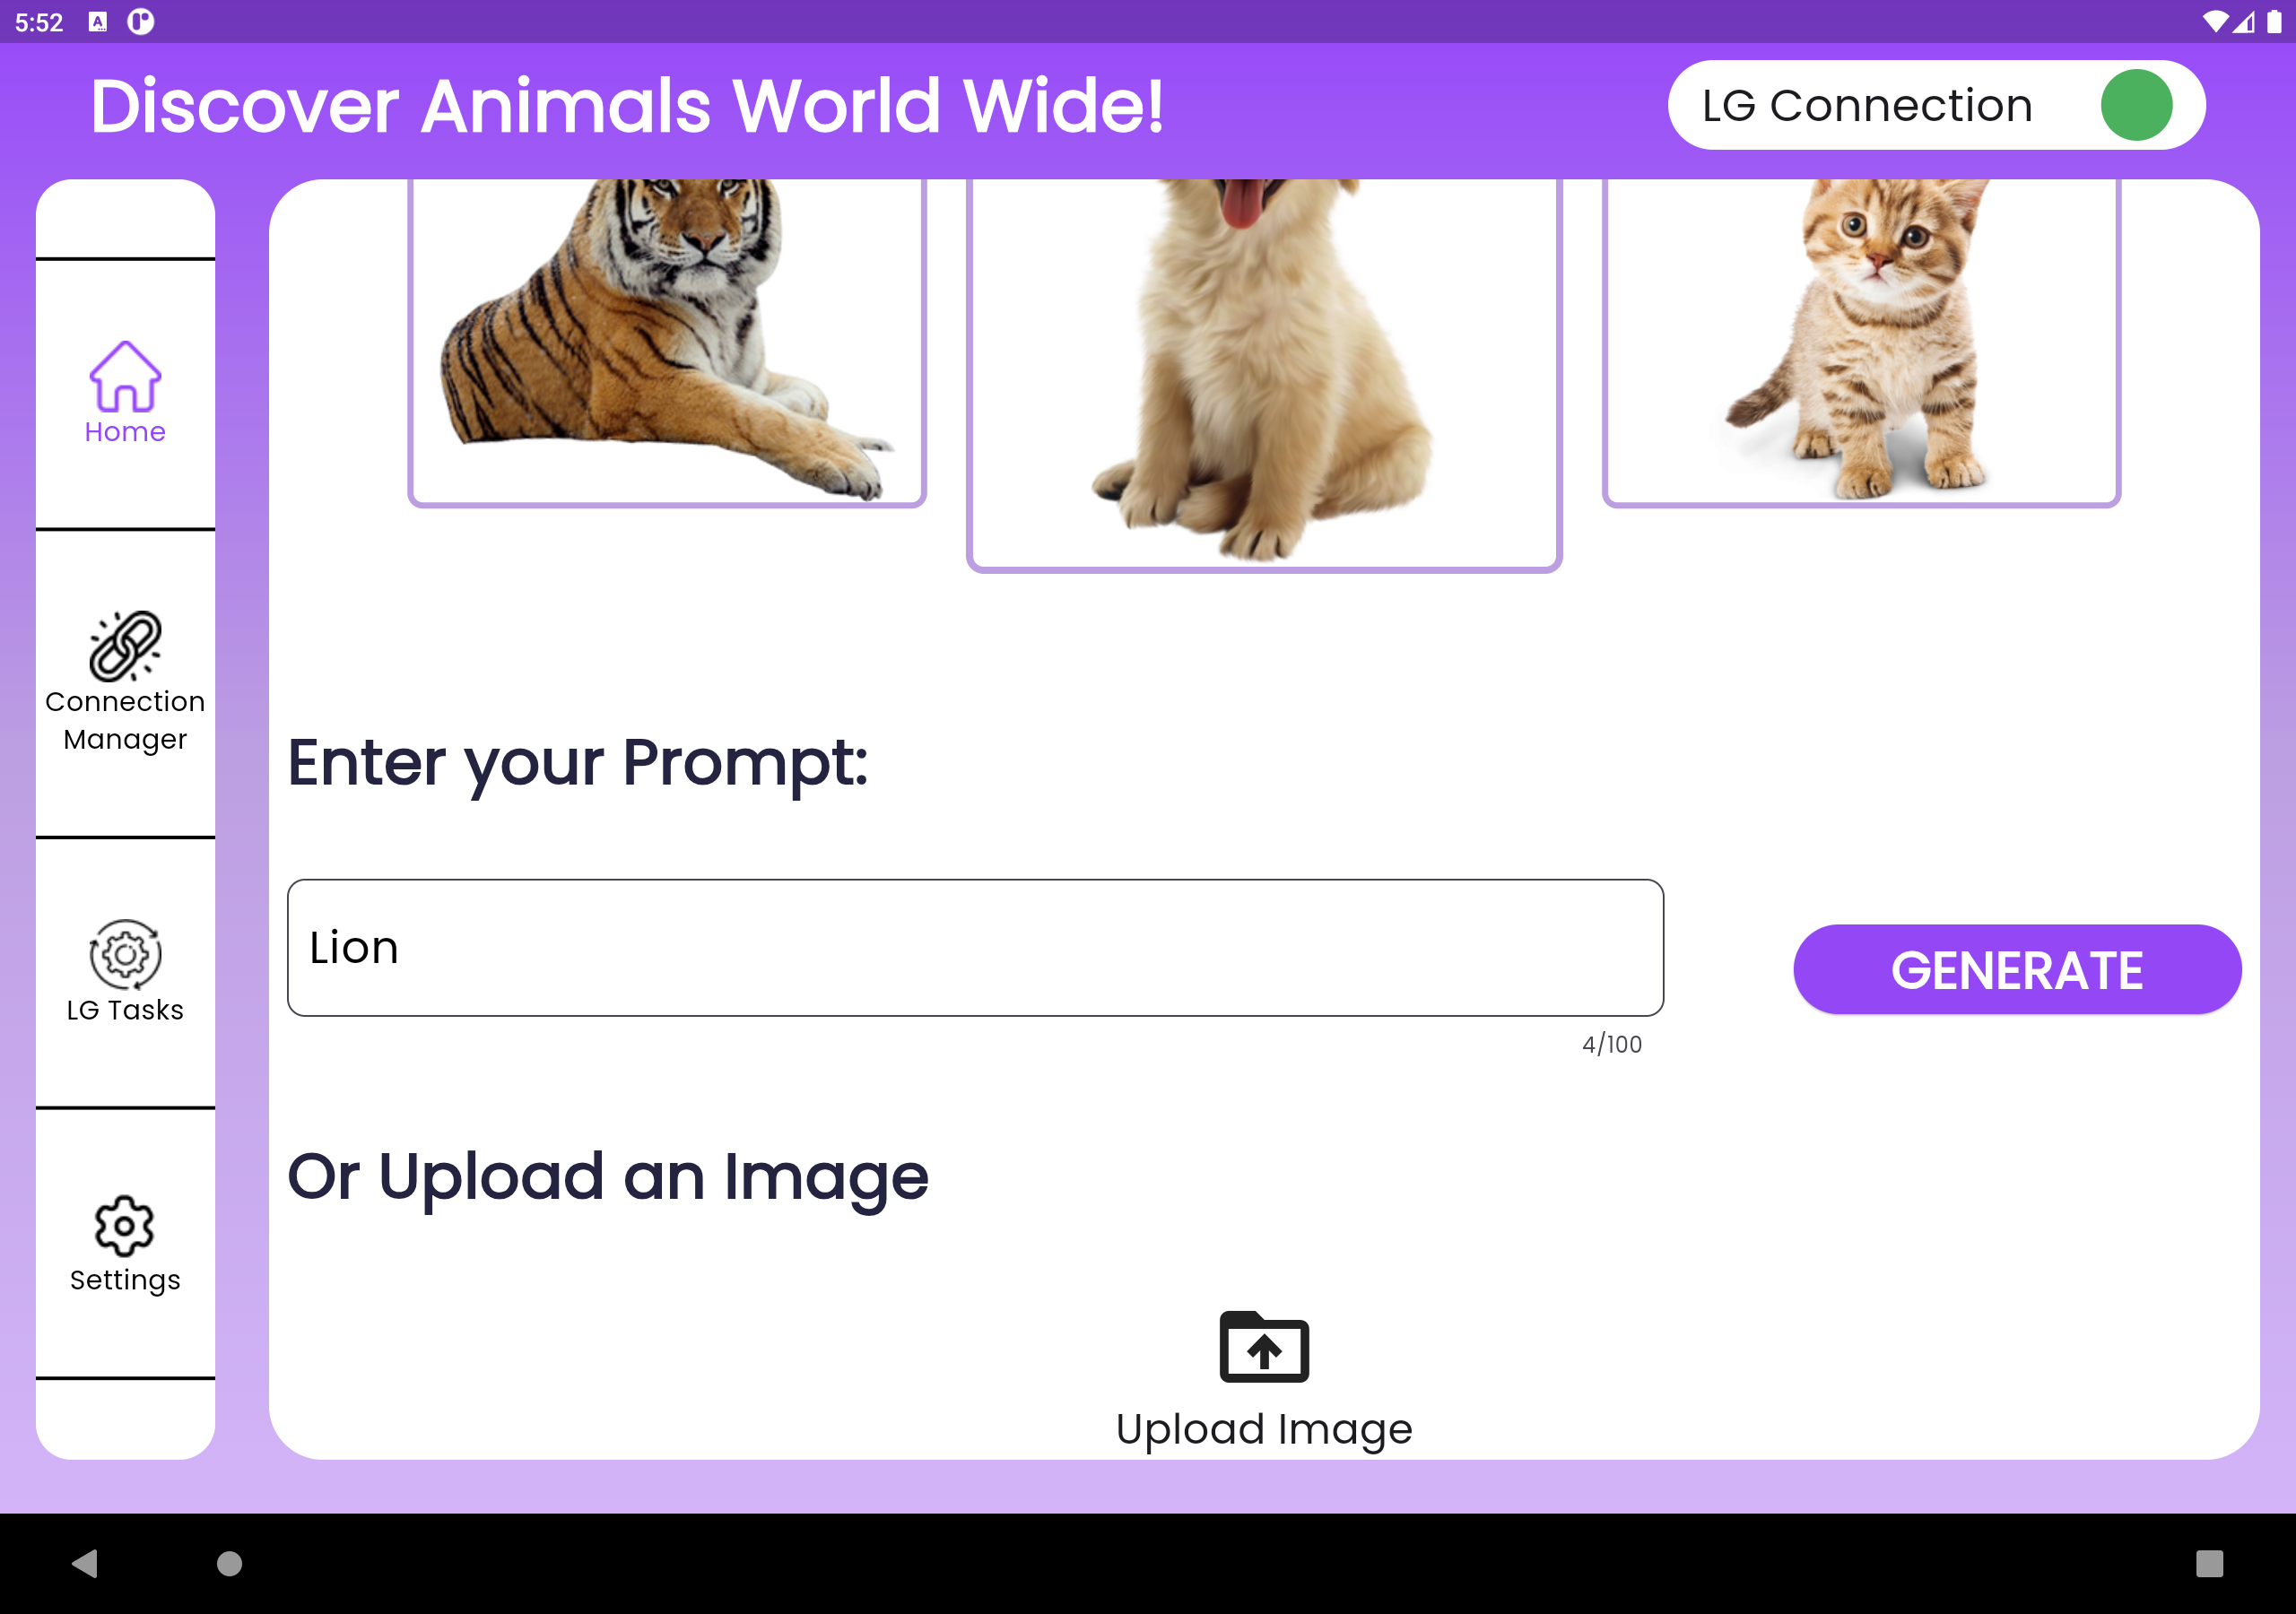 5:52
Discover Animals World Wide!
LG Connection
Home
Connection
Manager
LG Tasks
Settings
Enter your Prompt:
Lion
GENERATE
4/100
Or Upload an Image
Upload Image